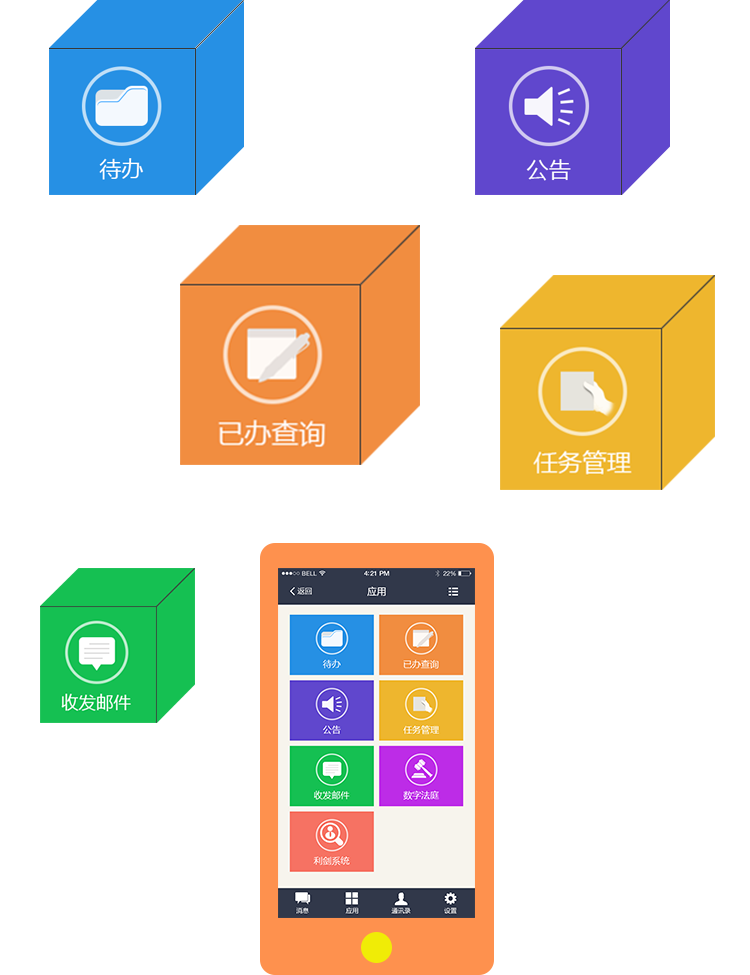 待办
公告
已办查询
任务管理
收发邮件
BELL 4:21 PM 22%
返回 应用
待办 已办查询
公告 任务管理
收发邮件 数字法庭
利剑系统
消息 应用 通讯录 设置